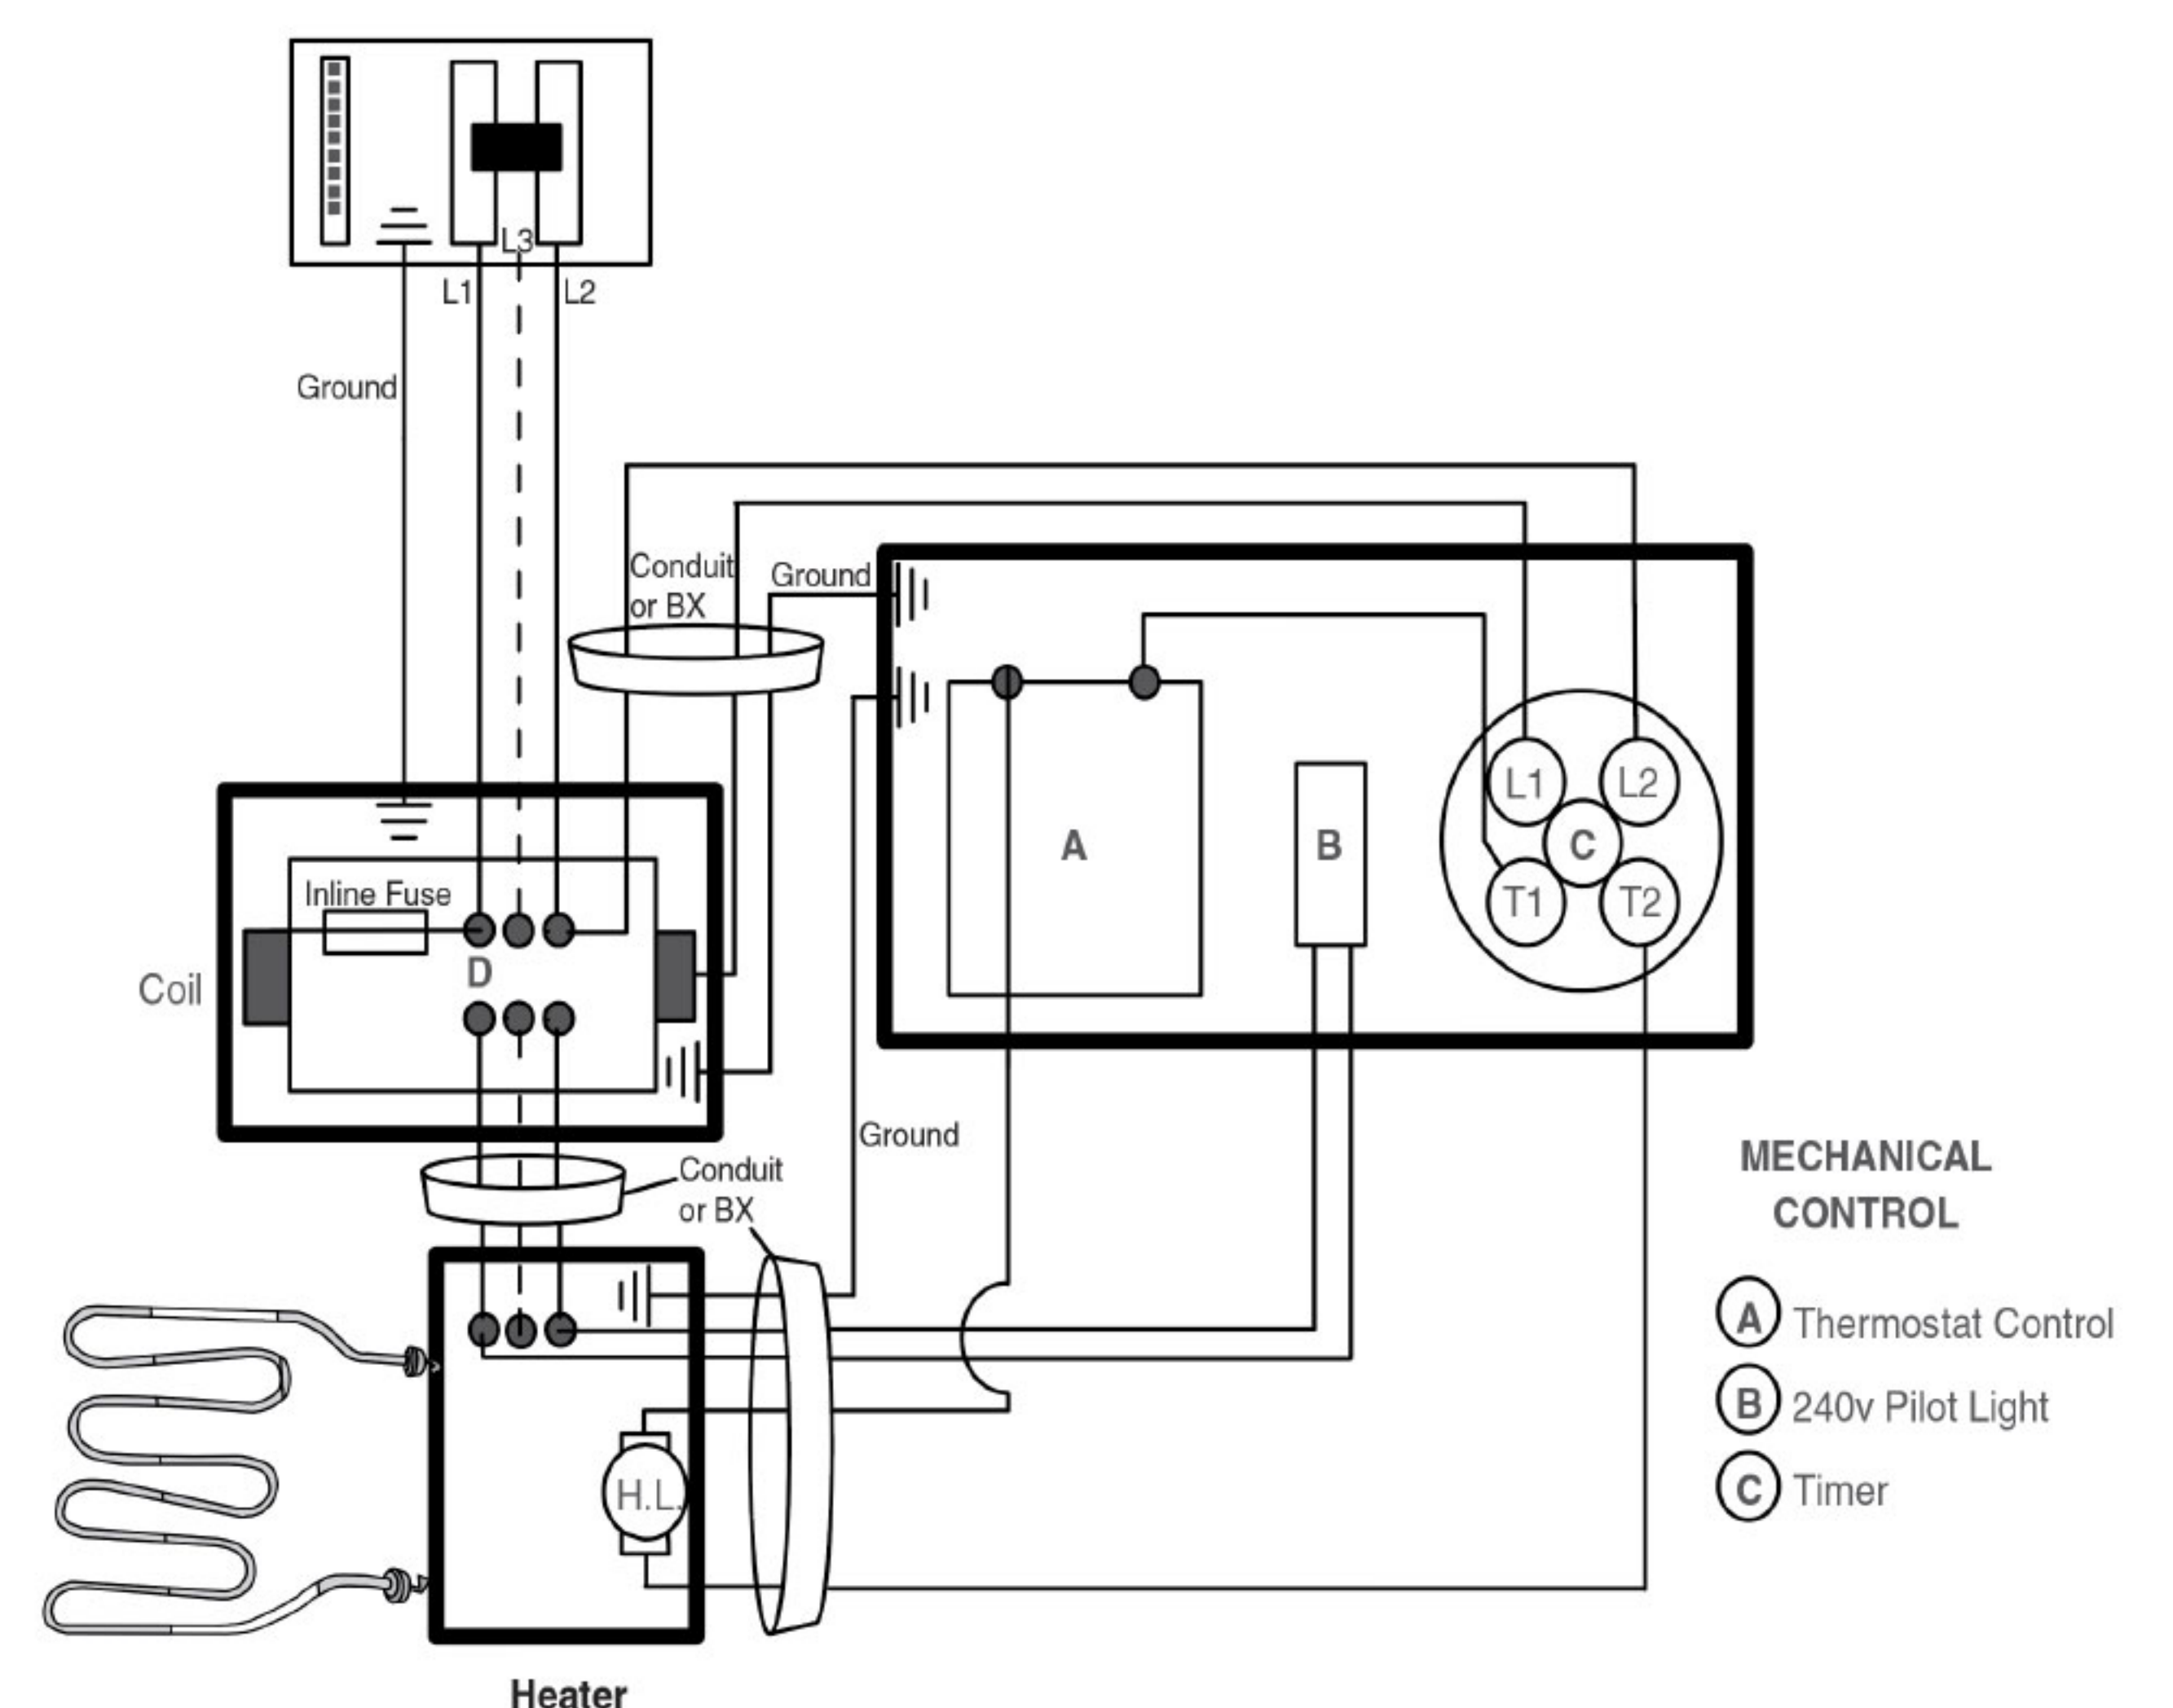 L3
L1
L2
Ground
Conduit
or BX
Ground
Inline Fuse
D
Coil
A
B
L1
L2
C
T1
T2
Ground
Conduit
or BX
H.L.
Heater
MECHANICAL
CONTROL
A Thermostat Control
B 240v Pilot Light
C Timer